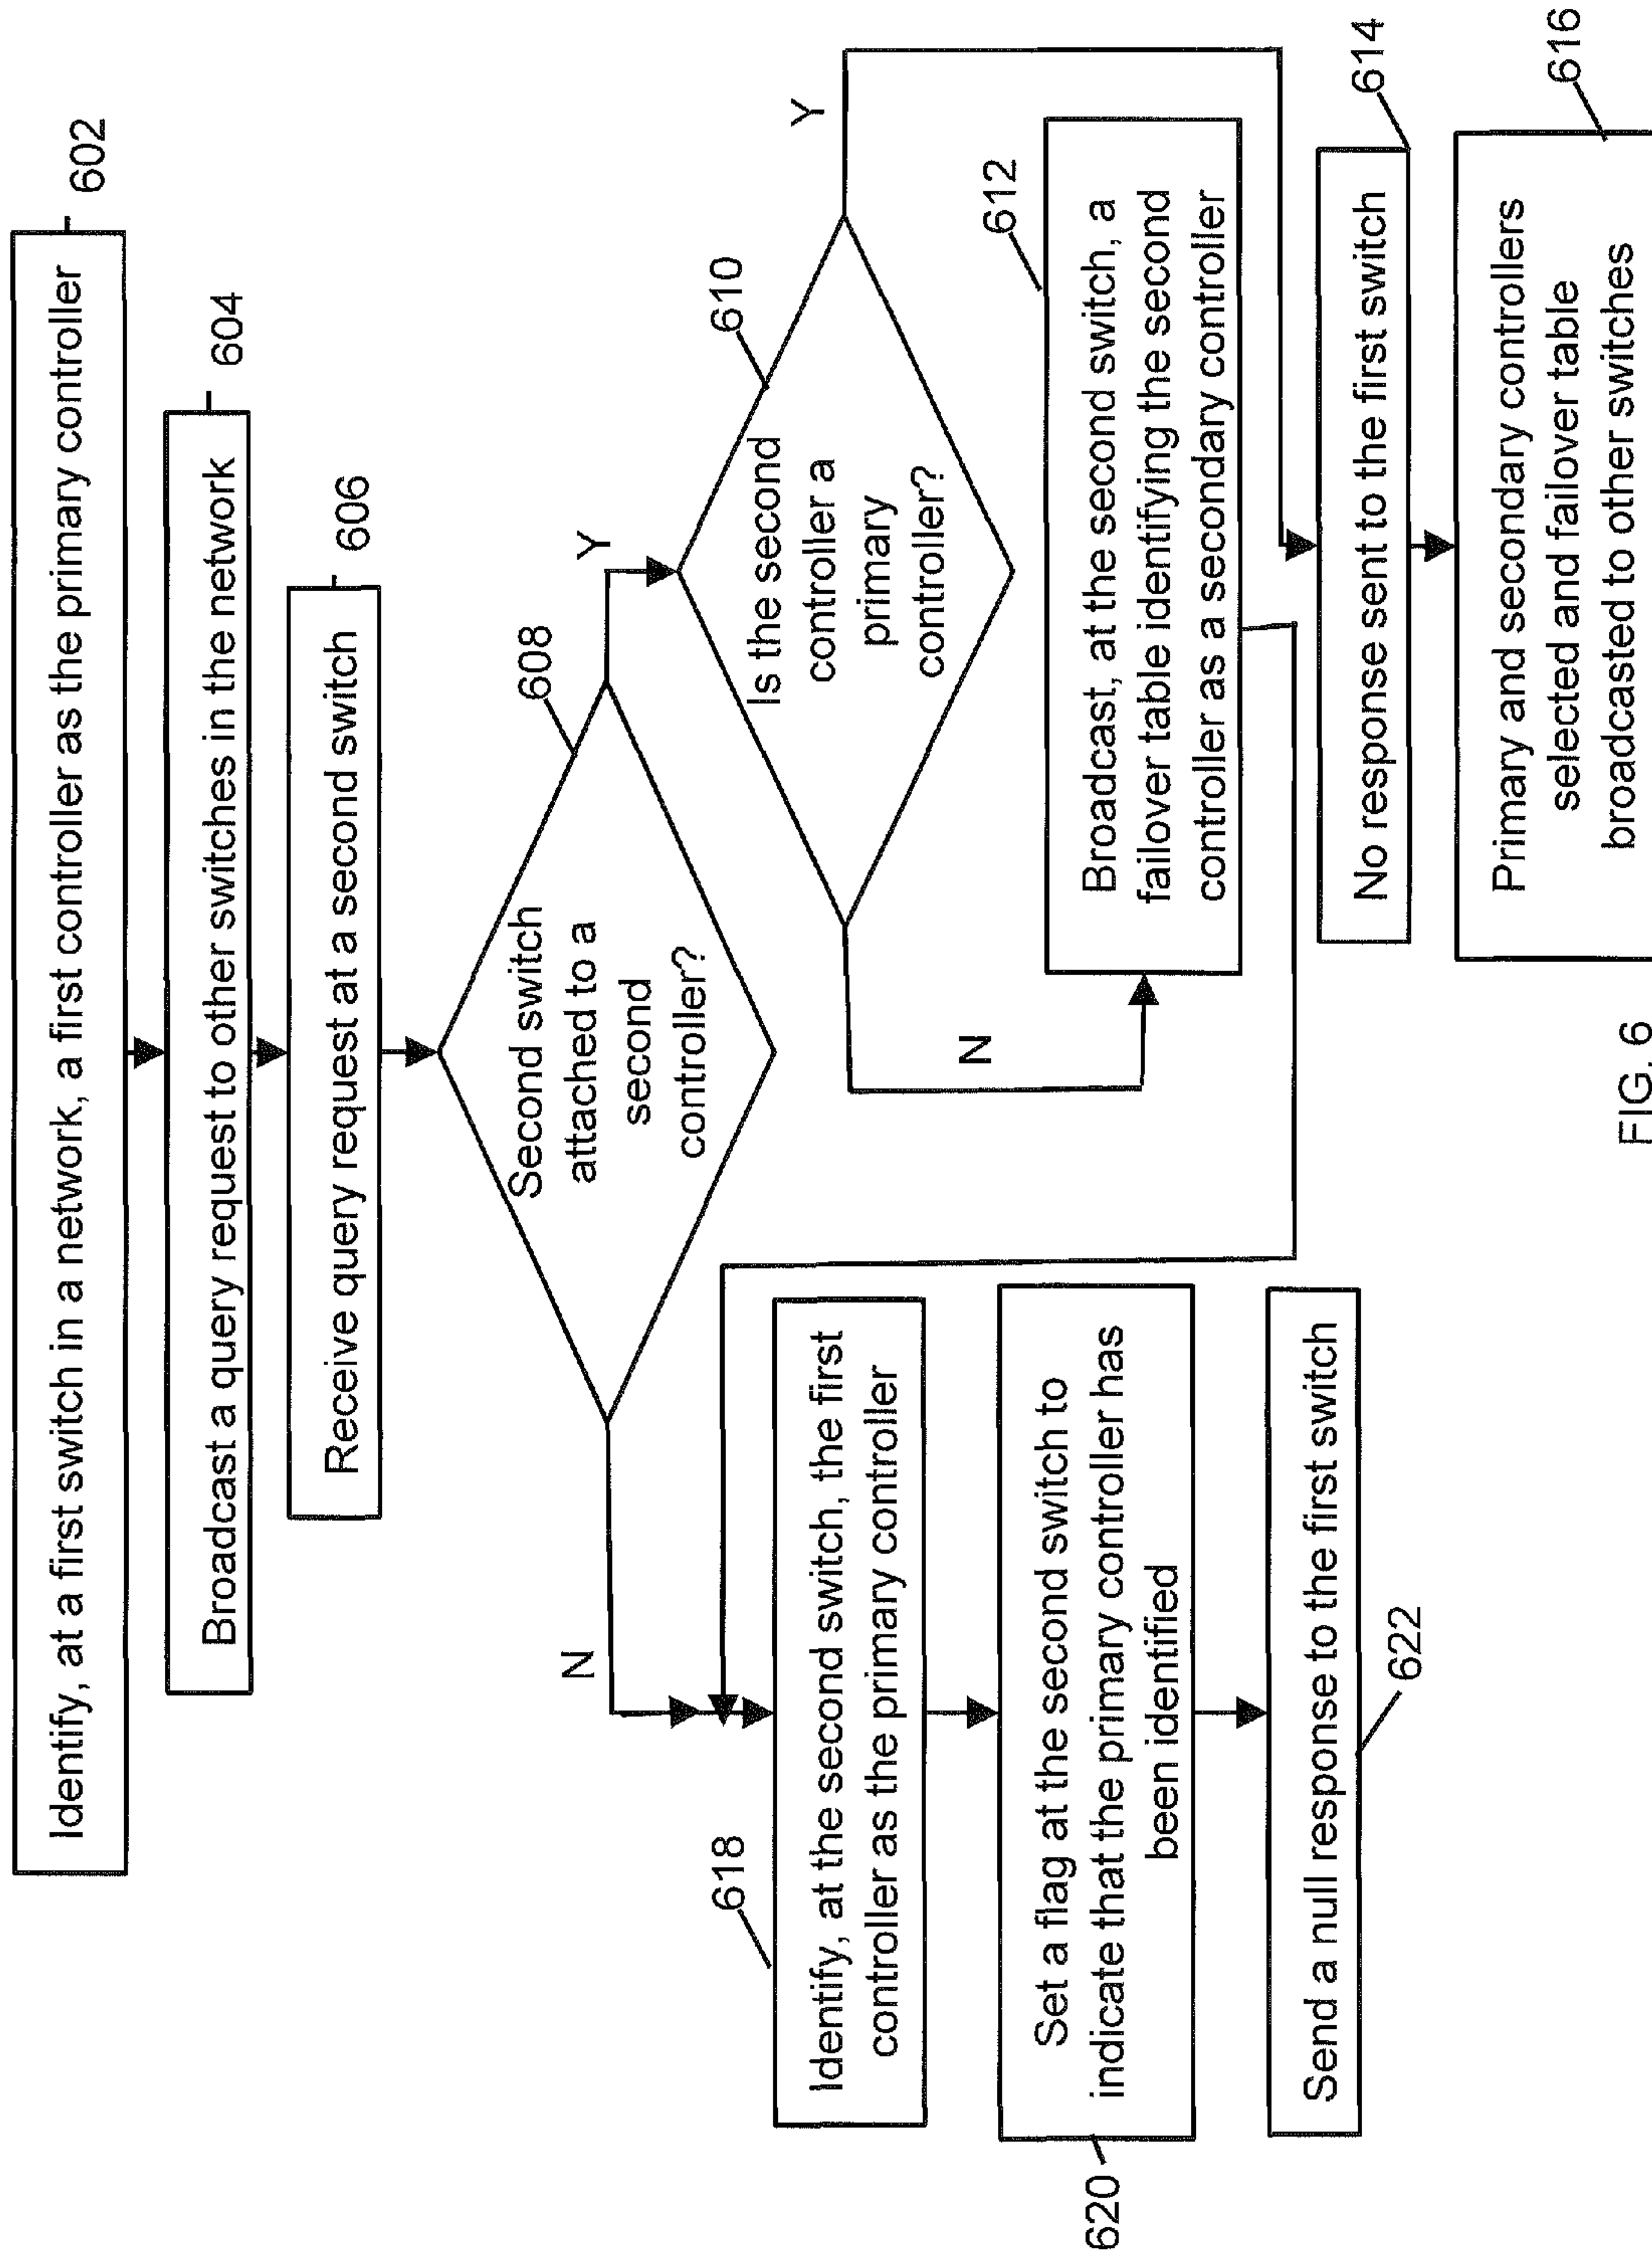 Identify, at a first switch in a network, a first controller as the primary controller
602
Broadcast a query request to other switches in the network
604
Receive query request at a second switch
606
608
Second switch
attached to a
second
controller?
N
Y
610
Is the second
controller a
primary
controller?
N
Y
612
Broadcast, at the second switch, a
failover table identifying the second
controller as a secondary controller
614
No response sent to the first switch
616
Primary and secondary controllers
selected and failover table
broadcasted to other switches
618
Identify, at the second switch, the first
controller as the primary controller
620
Set a flag at the second switch to
indicate that the primary controller has
been identified
Send a null response to the first switch
622
FIG. 6